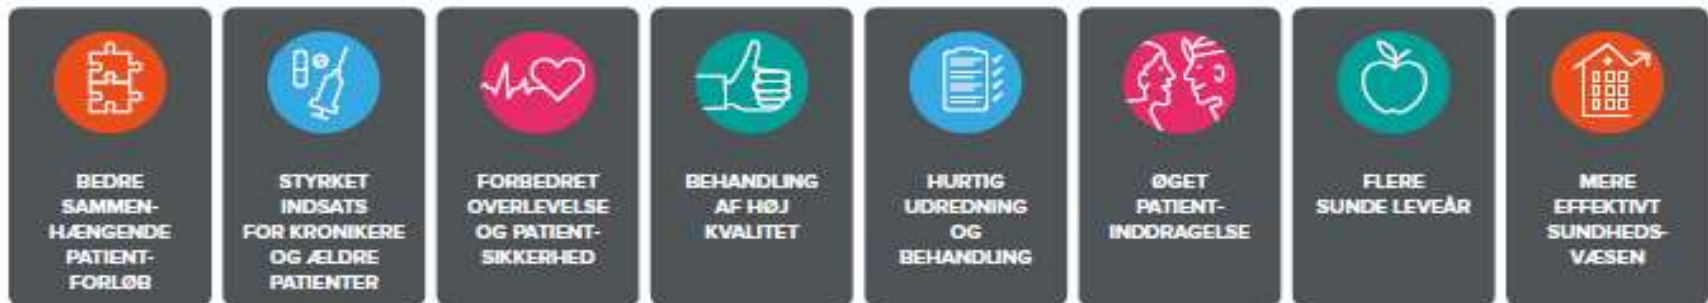 BEDRE
SAMMEN-
HÆNGENDE
PATIENT-
FORLØB
STYRKET
INDSATS
FOR KRONIKERE
OG ÆLDRE
PATIENTER
FORBEDRET
OVERLEVELSE
OG PATIENT-
SIKKERHED
BEHANDLING
AF HØJ
KVALITET
HURTIG
UDREDNING
OG
BEHANDLING
ØGET
PATIENT-
INDDRAGELSE
FLERE
SUNDE LEVEÅR
MERE
EFFEKTIVT
SUNDHEDS-
VÆSEN